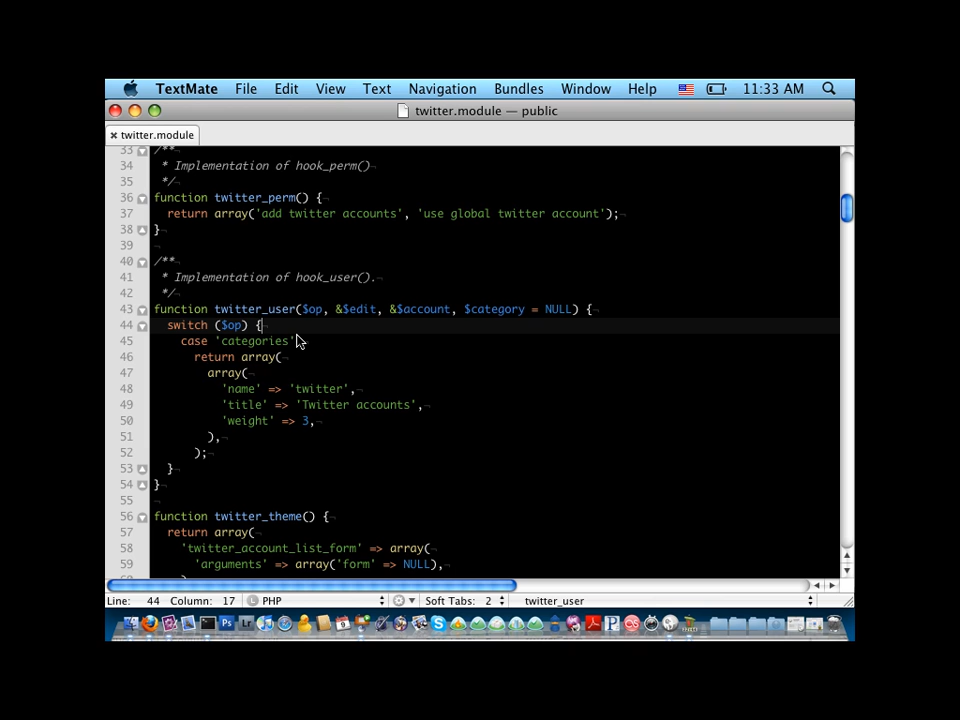 TextMate File Edit View Text Navigation Bundles Window Help 11:33 AM
twitter.module — public
twitter.module
33 /**
34  * Implementation of hook_perm()
35  */
36 function twitter_perm() {
37   return array('add twitter accounts', 'use global twitter account');
38 }
39
40 /**
41  * Implementation of hook_user().
42  */
43 function twitter_user($op, &$edit, &$account, $category = NULL) {
44   switch ($op) {
45     case 'categories'
46       return array(
47         array(
48           'name' => 'twitter',
49           'title' => 'Twitter accounts',
50           'weight' => 3,
51         ),
52       );
53   }
54 }
55
56 function twitter_theme() {
57   return array(
58     'twitter_account_list_form' => array(
59       'arguments' => array('form' => NULL),
Line: 44 Column: 17 PHP Soft Tabs: 2 twitter_user